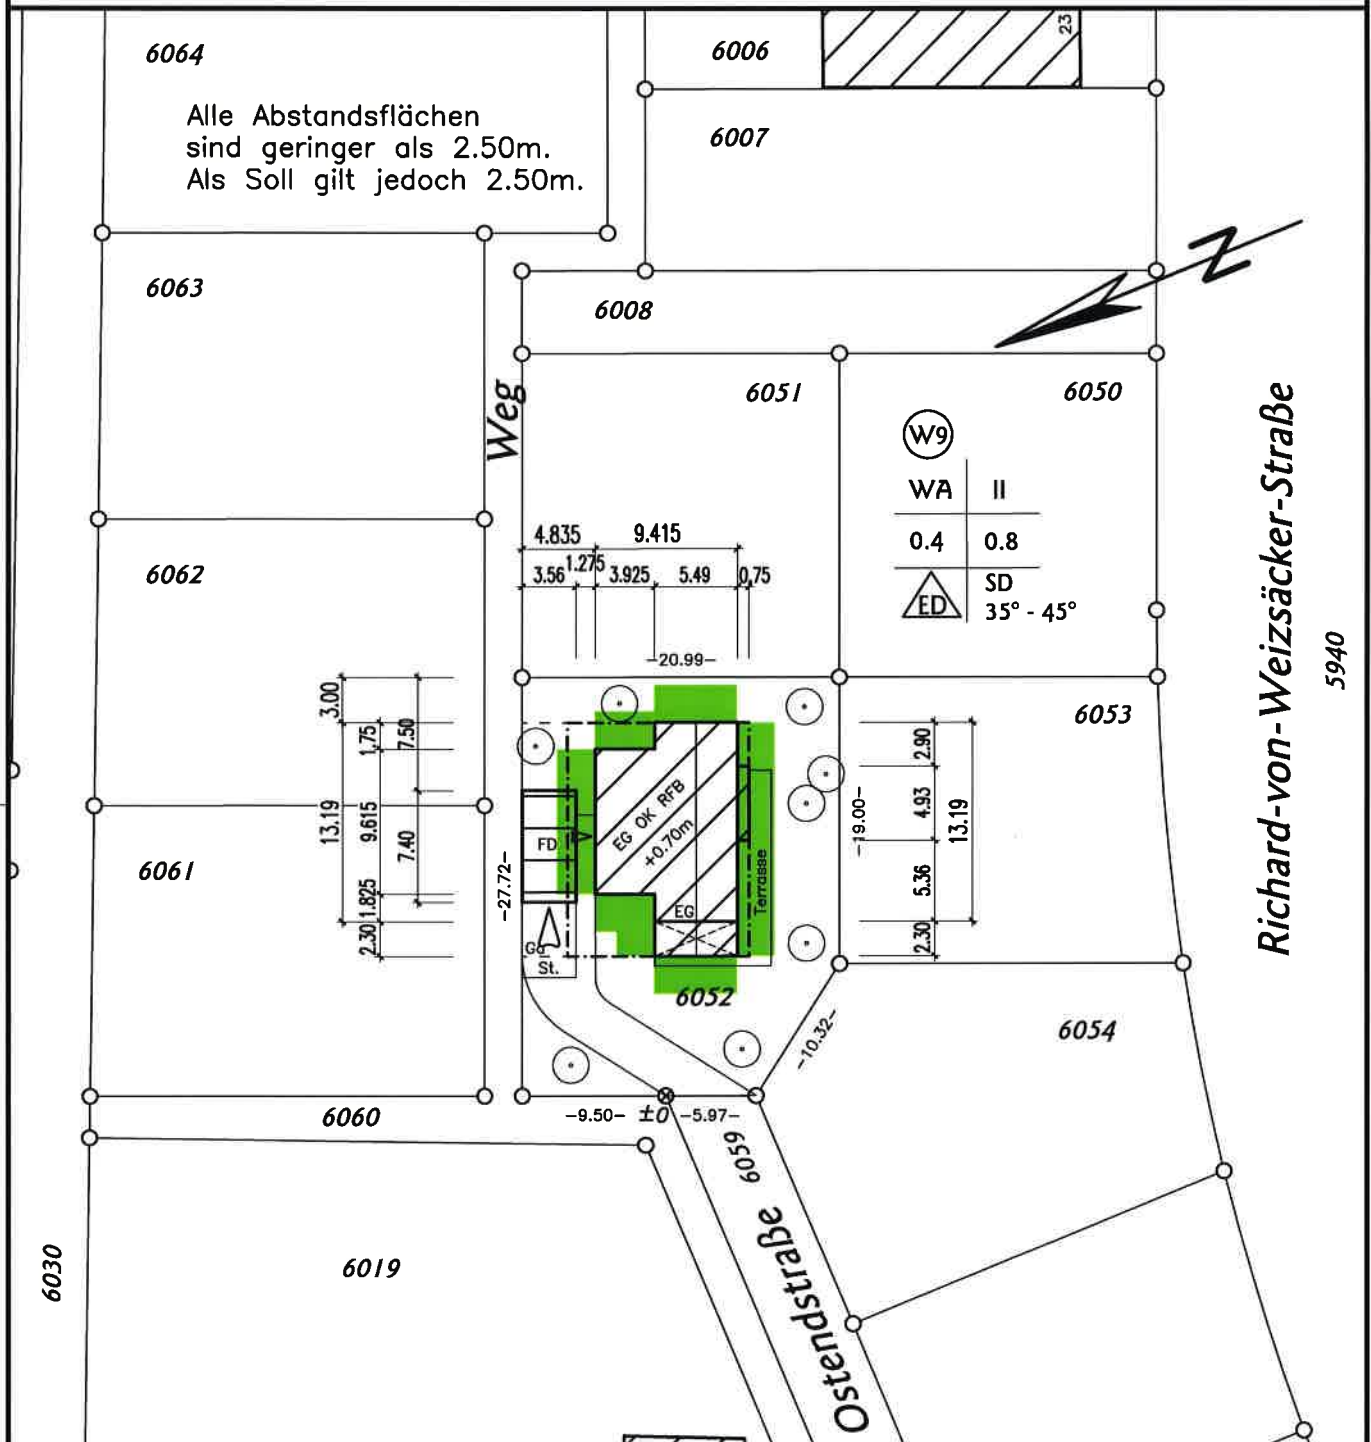 6064
6006
23
Alle Abstandsflächen
sind geringer als 2.50m.
Als Soll gilt jedoch 2.50m.
6007
6063
6008
N
Weg
6051
6050
W9
WA II
0.4 0.8
ED SD
35° - 45°
Richard-von-Weizsäcker-Straße
5940
6062
4.835 9.415
3.56 1.275 3.925 5.49 0,75
-20.99-
6053
3.00
1.75
7.50
13.19
9.615
7.40
1.825
2.30
2.90
4.93
13.19
5.36
2.30
-19.00-
-27.72-
6061
FD
EG OK RFB
+0.70m
Terrasse
EG
Ga
St.
6052
-10.32-
6054
6060
-9.50- ±0 -5.97-
6059
Ostendstraße
6030
6019